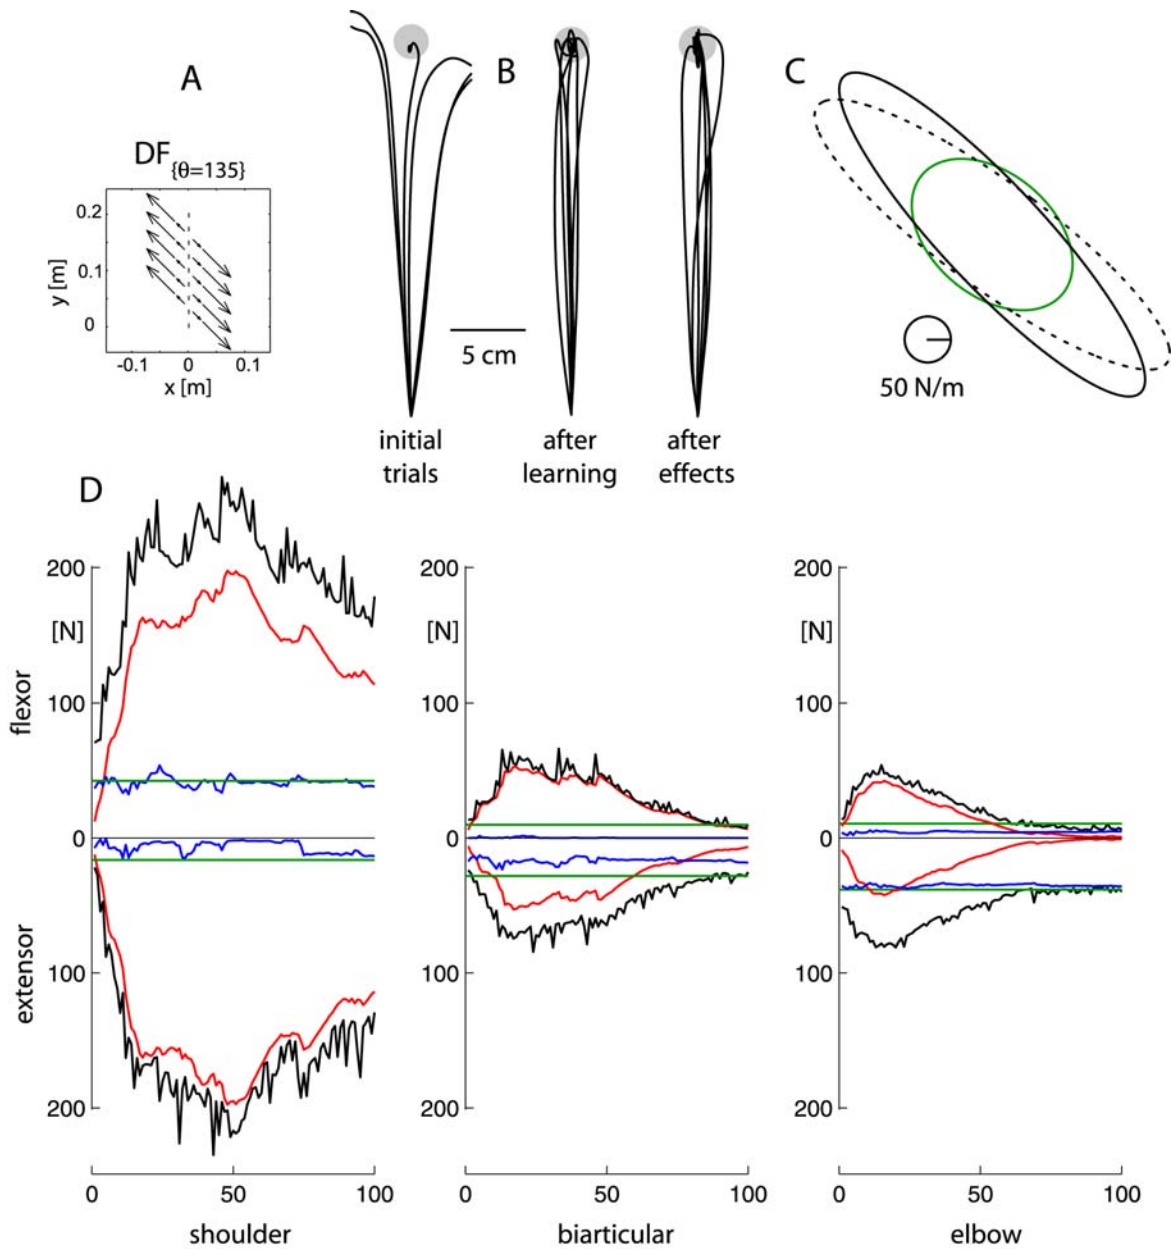 A
B
C
DF{θ=135}
0.2
0.1
0
y [m]
-0.1
0
0.1
x [m]
5 cm
50 N/m
initial
trials
after
learning
after
effects
D
200
[N]
100
0
100
200
flexor
extensor
0
50
100
shoulder
200
[N]
100
0
100
200
0
50
100
biarticular
200
[N]
100
0
100
200
0
50
100
elbow